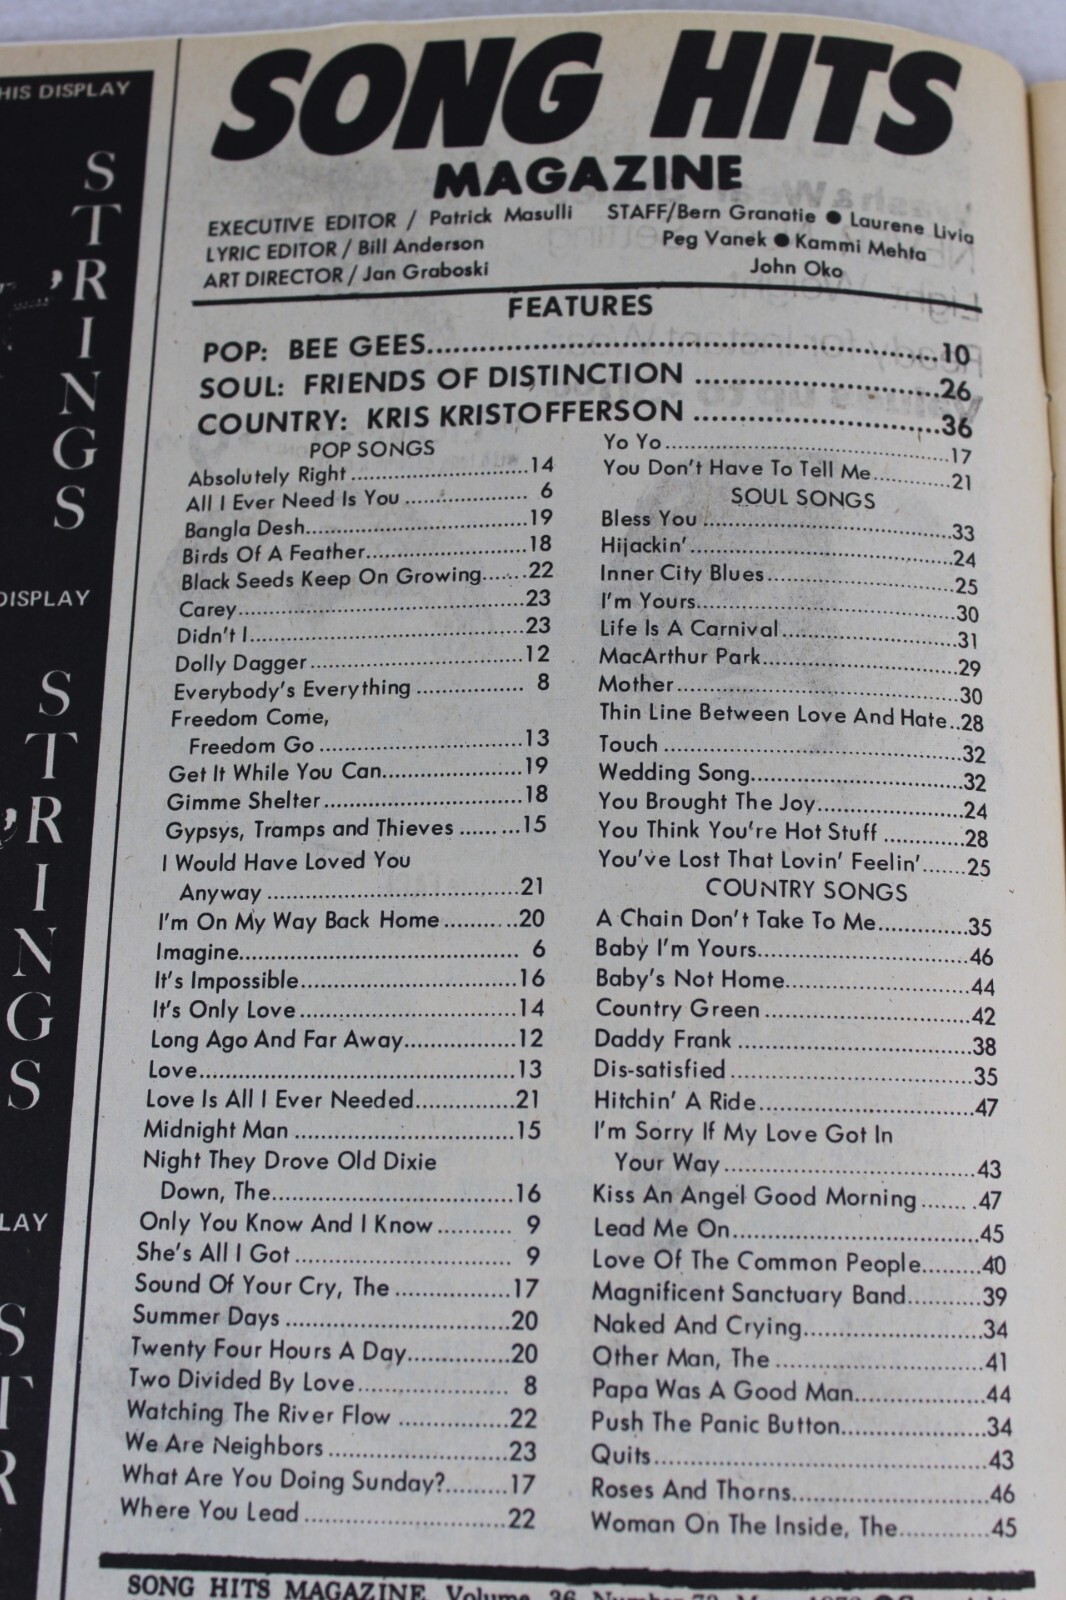 HIS DISPLAY
S
T
'R
I
N
G
S
DISPLAY
S
T
'R
I
N
G
S
LAY
S
T
R
SONG HITS
MAGAZINE
EXECUTIVE EDITOR / Patrick Masulli
LYRIC EDITOR / Bill Anderson
ART DIRECTOR / Jan Graboski
STAFF/Bern Granatie ● Laurene Livia
Peg Vanek ● Kammi Mehta
John Oko
FEATURES
POP: BEE GEES..........10
SOUL: FRIENDS OF DISTINCTION ..........26
COUNTRY: KRIS KRISTOFFERSON ..........36
POP SONGS
Absolutely Right ..........14
All I Ever Need Is You .......... 6
Bangla Desh..........19
Birds Of A Feather..........18
Black Seeds Keep On Growing..........22
Carey..........23
Didn't I..........23
Dolly Dagger..........12
Everybody's Everything .......... 8
Freedom Come,
Freedom Go ..........13
Get It While You Can..........19
Gimme Shelter..........18
Gypsys, Tramps and Thieves ..........15
I Would Have Loved You
Anyway ..........21
I'm On My Way Back Home ..........20
Imagine.......... 6
It's Impossible..........16
It's Only Love ..........14
Long Ago And Far Away..........12
Love..........13
Love Is All I Ever Needed..........21
Midnight Man ..........15
Night They Drove Old Dixie
Down, The..........16
Only You Know And I Know .......... 9
She's All I Got .......... 9
Sound Of Your Cry, The ..........17
Summer Days ..........20
Twenty Four Hours A Day..........20
Two Divided By Love.......... 8
Watching The River Flow ..........22
We Are Neighbors ..........23
What Are You Doing Sunday?..........17
Where You Lead ..........22
Yo Yo..........17
You Don't Have To Tell Me..........21
SOUL SONGS
Bless You ..........33
Hijackin'..........24
Inner City Blues..........25
I'm Yours..........30
Life Is A Carnival..........31
MacArthur Park..........29
Mother..........30
Thin Line Between Love And Hate..28
Touch ..........32
Wedding Song..........32
You Brought The Joy..........24
You Think You're Hot Stuff ..........28
You've Lost That Lovin' Feelin'.......25
COUNTRY SONGS
A Chain Don't Take To Me..........35
Baby I'm Yours..........46
Baby's Not Home..........44
Country Green ..........42
Daddy Frank ..........38
Dis-satisfied ..........35
Hitchin' A Ride..........47
I'm Sorry If My Love Got In
Your Way ..........43
Kiss An Angel Good Morning ........47
Lead Me On..........45
Love Of The Common People.........40
Magnificent Sanctuary Band..........39
Naked And Crying..........34
Other Man, The ..........41
Papa Was A Good Man..........44
Push The Panic Button..........34
Quits..........43
Roses And Thorns..........46
Woman On The Inside, The..........45
SONG HITS MAGAZINE, Volume 36, Number